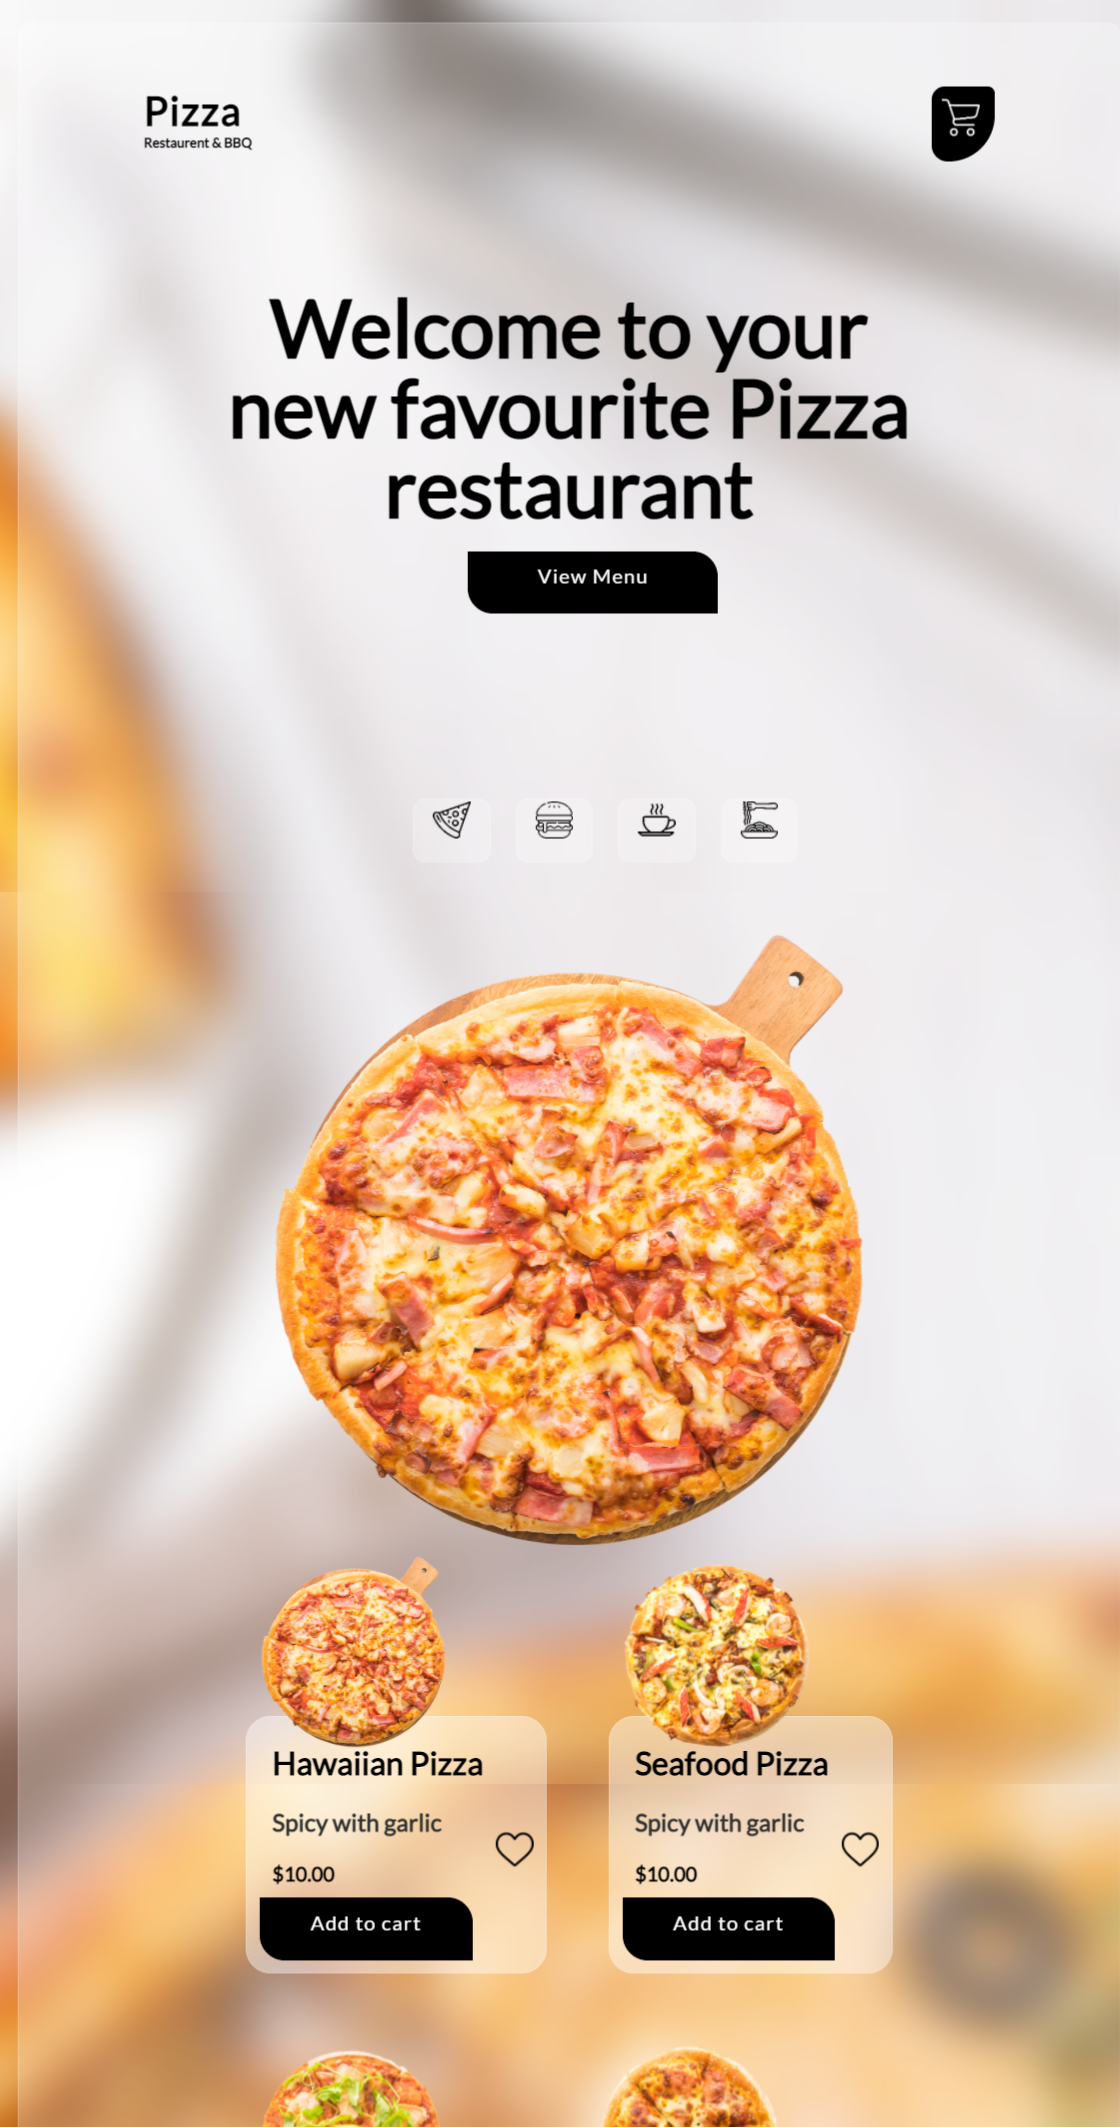 Pizza
Restaurent & BBQ
Welcome to your
new favourite Pizza
restaurant
View Menu
Hawaiian Pizza
Spicy with garlic
$10.00
Add to cart
Seafood Pizza
Spicy with garlic
$10.00
Add to cart